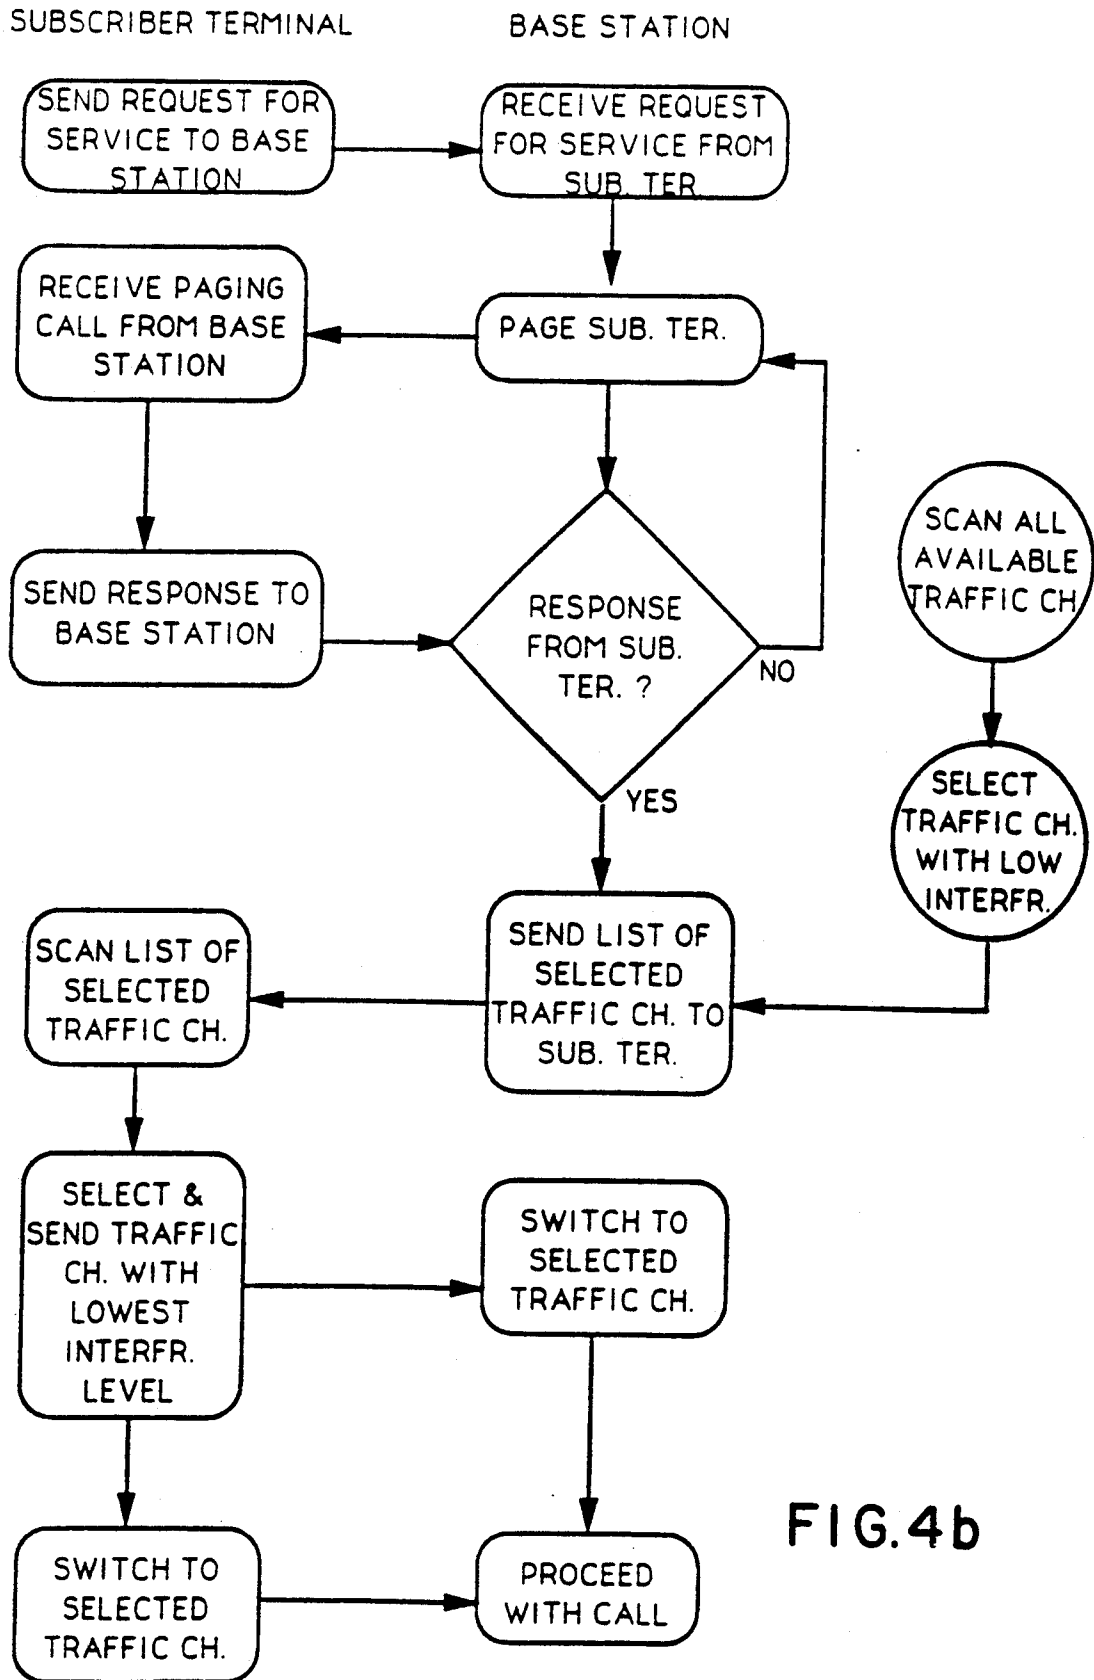 SUBSCRIBER TERMINAL
BASE STATION
SEND REQUEST FOR
SERVICE TO BASE
STATION
RECEIVE REQUEST
FOR SERVICE FROM
SUB. TER.
RECEIVE PAGING
CALL FROM BASE
STATION
PAGE SUB. TER.
SEND RESPONSE TO
BASE STATION
RESPONSE
FROM SUB.
TER. ?
NO
YES
SCAN ALL
AVAILABLE
TRAFFIC CH.
SELECT
TRAFFIC CH.
WITH LOW
INTERFR.
SEND LIST OF
SELECTED
TRAFFIC CH. TO
SUB. TER.
SCAN LIST OF
SELECTED
TRAFFIC CH.
SELECT &
SEND TRAFFIC
CH. WITH
LOWEST
INTERFR.
LEVEL
SWITCH TO
SELECTED
TRAFFIC CH.
SWITCH TO
SELECTED
TRAFFIC CH.
PROCEED
WITH CALL
FIG. 4b